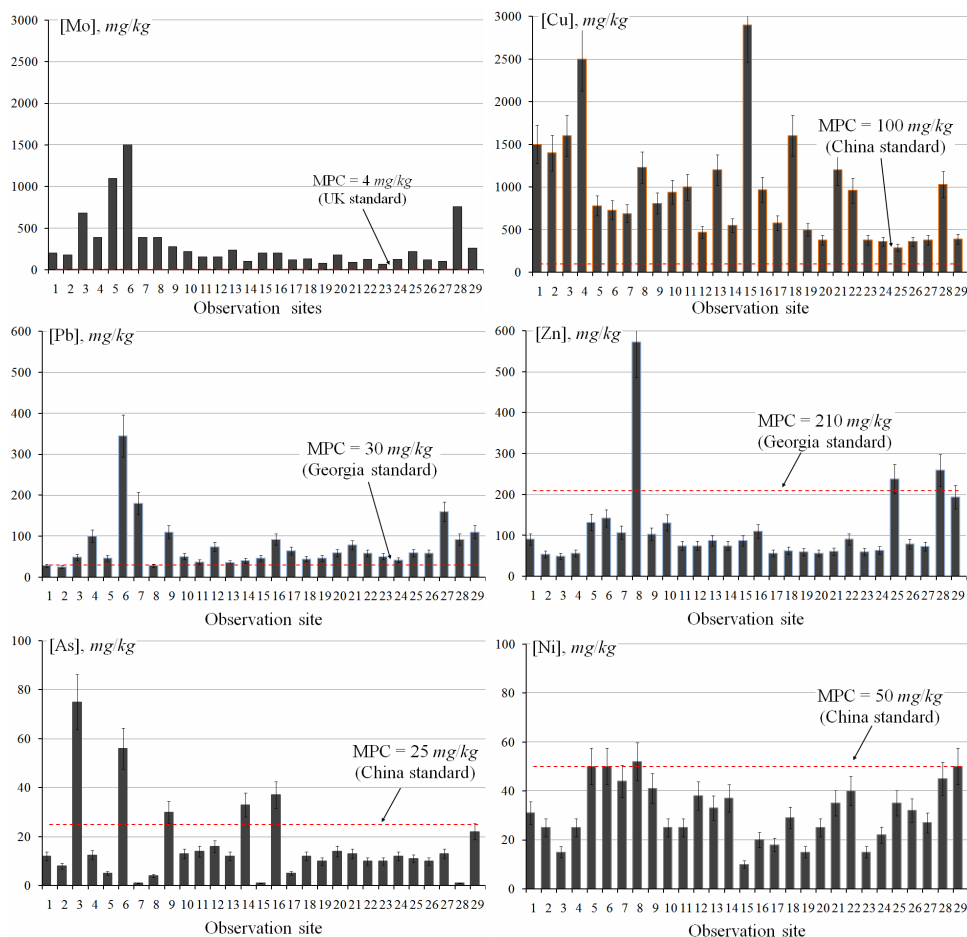 [Mo], mg/kg
3000
2500
2000
1500
1000
500
0
MPC = 4 mg/kg
(UK standard)
1 2 3 4 5 6 7 8 9 10 11 12 13 14 15 16 17 18 19 20 21 22 23 24 25 26 27 28 29
Observation sites
[Cu], mg/kg
3000
2500
2000
1500
1000
500
0
MPC = 100 mg/kg
(China standard)
1 2 3 4 5 6 7 8 9 10 11 12 13 14 15 16 17 18 19 20 21 22 23 24 25 26 27 28 29
Observation site
[Pb], mg/kg
600
500
400
300
200
100
0
MPC = 30 mg/kg
(Georgia standard)
1 2 3 4 5 6 7 8 9 10 11 12 13 14 15 16 17 18 19 20 21 22 23 24 25 26 27 28 29
Observation site
[Zn], mg/kg
600
500
400
300
200
100
0
MPC = 210 mg/kg
(Georgia standard)
1 2 3 4 5 6 7 8 9 10 11 12 13 14 15 16 17 18 19 20 21 22 23 24 25 26 27 28 29
Observation site
[As], mg/kg
100
80
60
40
20
0
MPC = 25 mg/kg
(China standard)
1 2 3 4 5 6 7 8 9 10 11 12 13 14 15 16 17 18 19 20 21 22 23 24 25 26 27 28 29
Observation site
[Ni], mg/kg
100
80
60
40
20
0
MPC = 50 mg/kg
(China standard)
1 2 3 4 5 6 7 8 9 10 11 12 13 14 15 16 17 18 19 20 21 22 23 24 25 26 27 28 29
Observation site